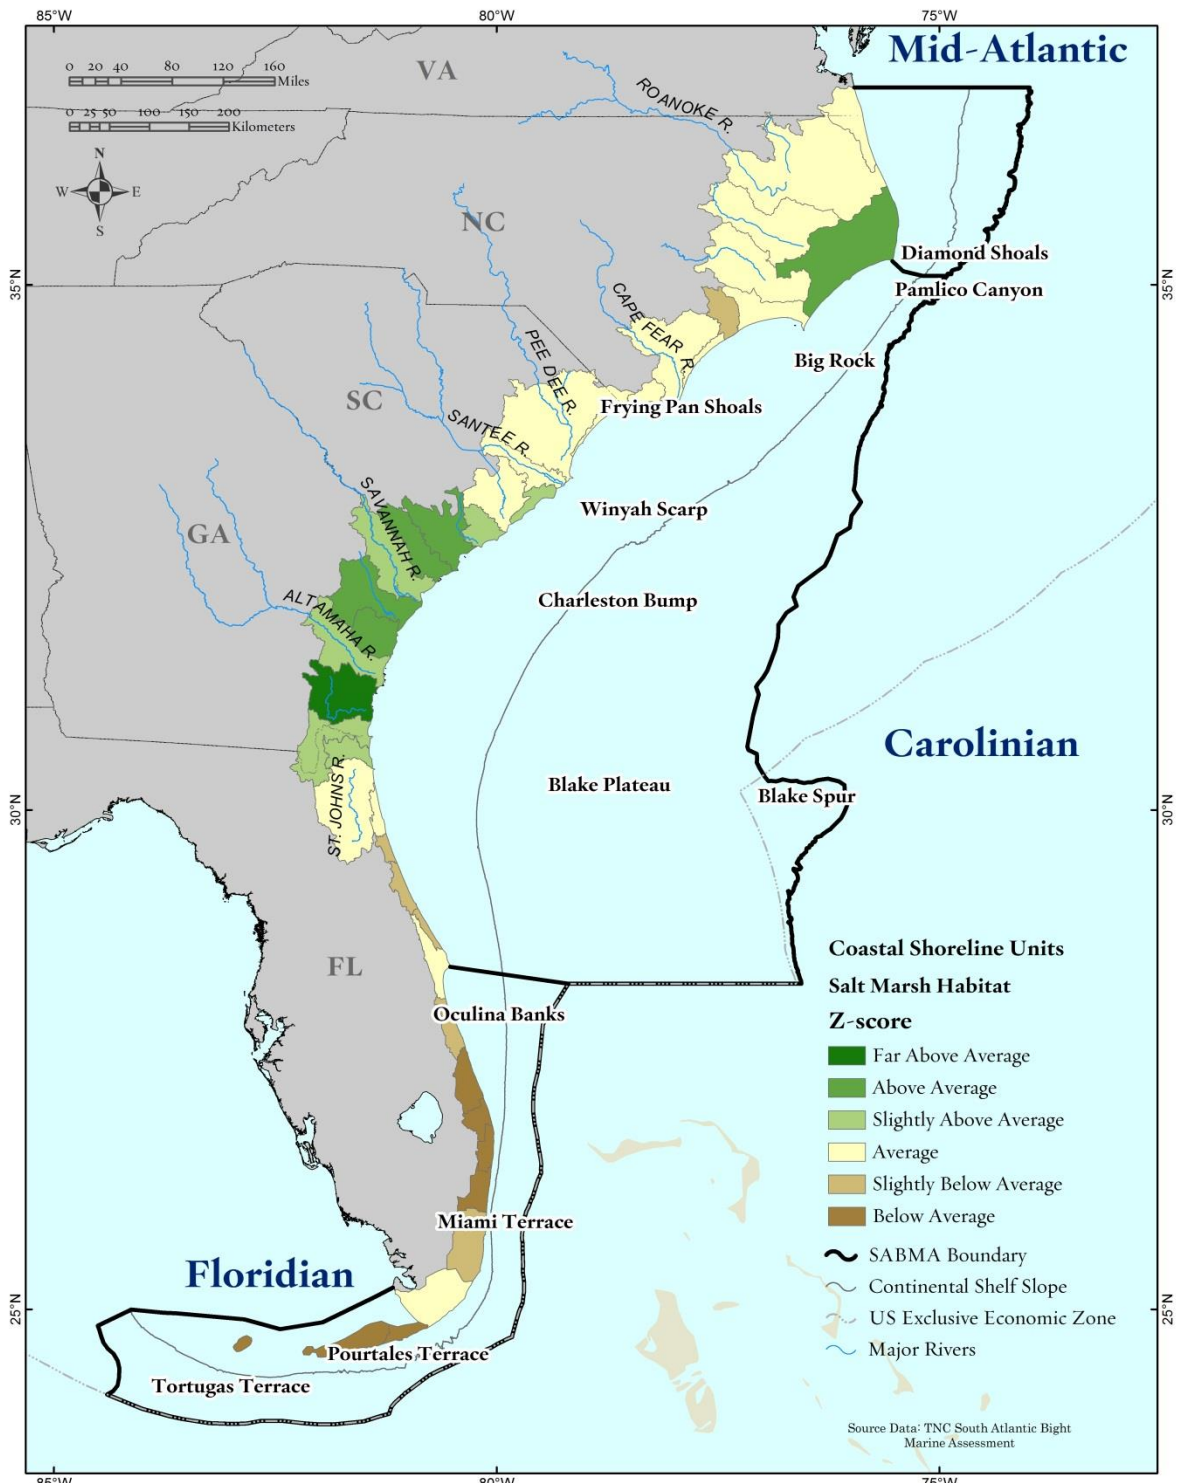 85°W
80°W
75°W
Mid-Atlantic
0 20 40 80 120 160
Miles
0 25 50 100 150 200
Kilometers
N
W E
S
VA
ROANOKE R.
NC
Diamond Shoals
35°N
35°N
Pamlico Canyon
CAPE FEAR R.
PEE DEE R.
Big Rock
SC
Frying Pan Shoals
SANTEE R.
SAVANNAH R.
Winyah Scarp
GA
Charleston Bump
ALTAMAHA R.
Carolinian
Blake Plateau
Blake Spur
30°N
30°N
ST. JOHNS R.
FL
Oculina Banks
Coastal Shoreline Units
Salt Marsh Habitat
Z-score
Far Above Average
Above Average
Slightly Above Average
Average
Slightly Below Average
Below Average
SABMA Boundary
Continental Shelf Slope
US Exclusive Economic Zone
Major Rivers
Miami Terrace
Floridian
25°N
25°N
Pourtales Terrace
Tortugas Terrace
Source Data: TNC South Atlantic Bight
Marine Assessment
85°W
80°W
75°W